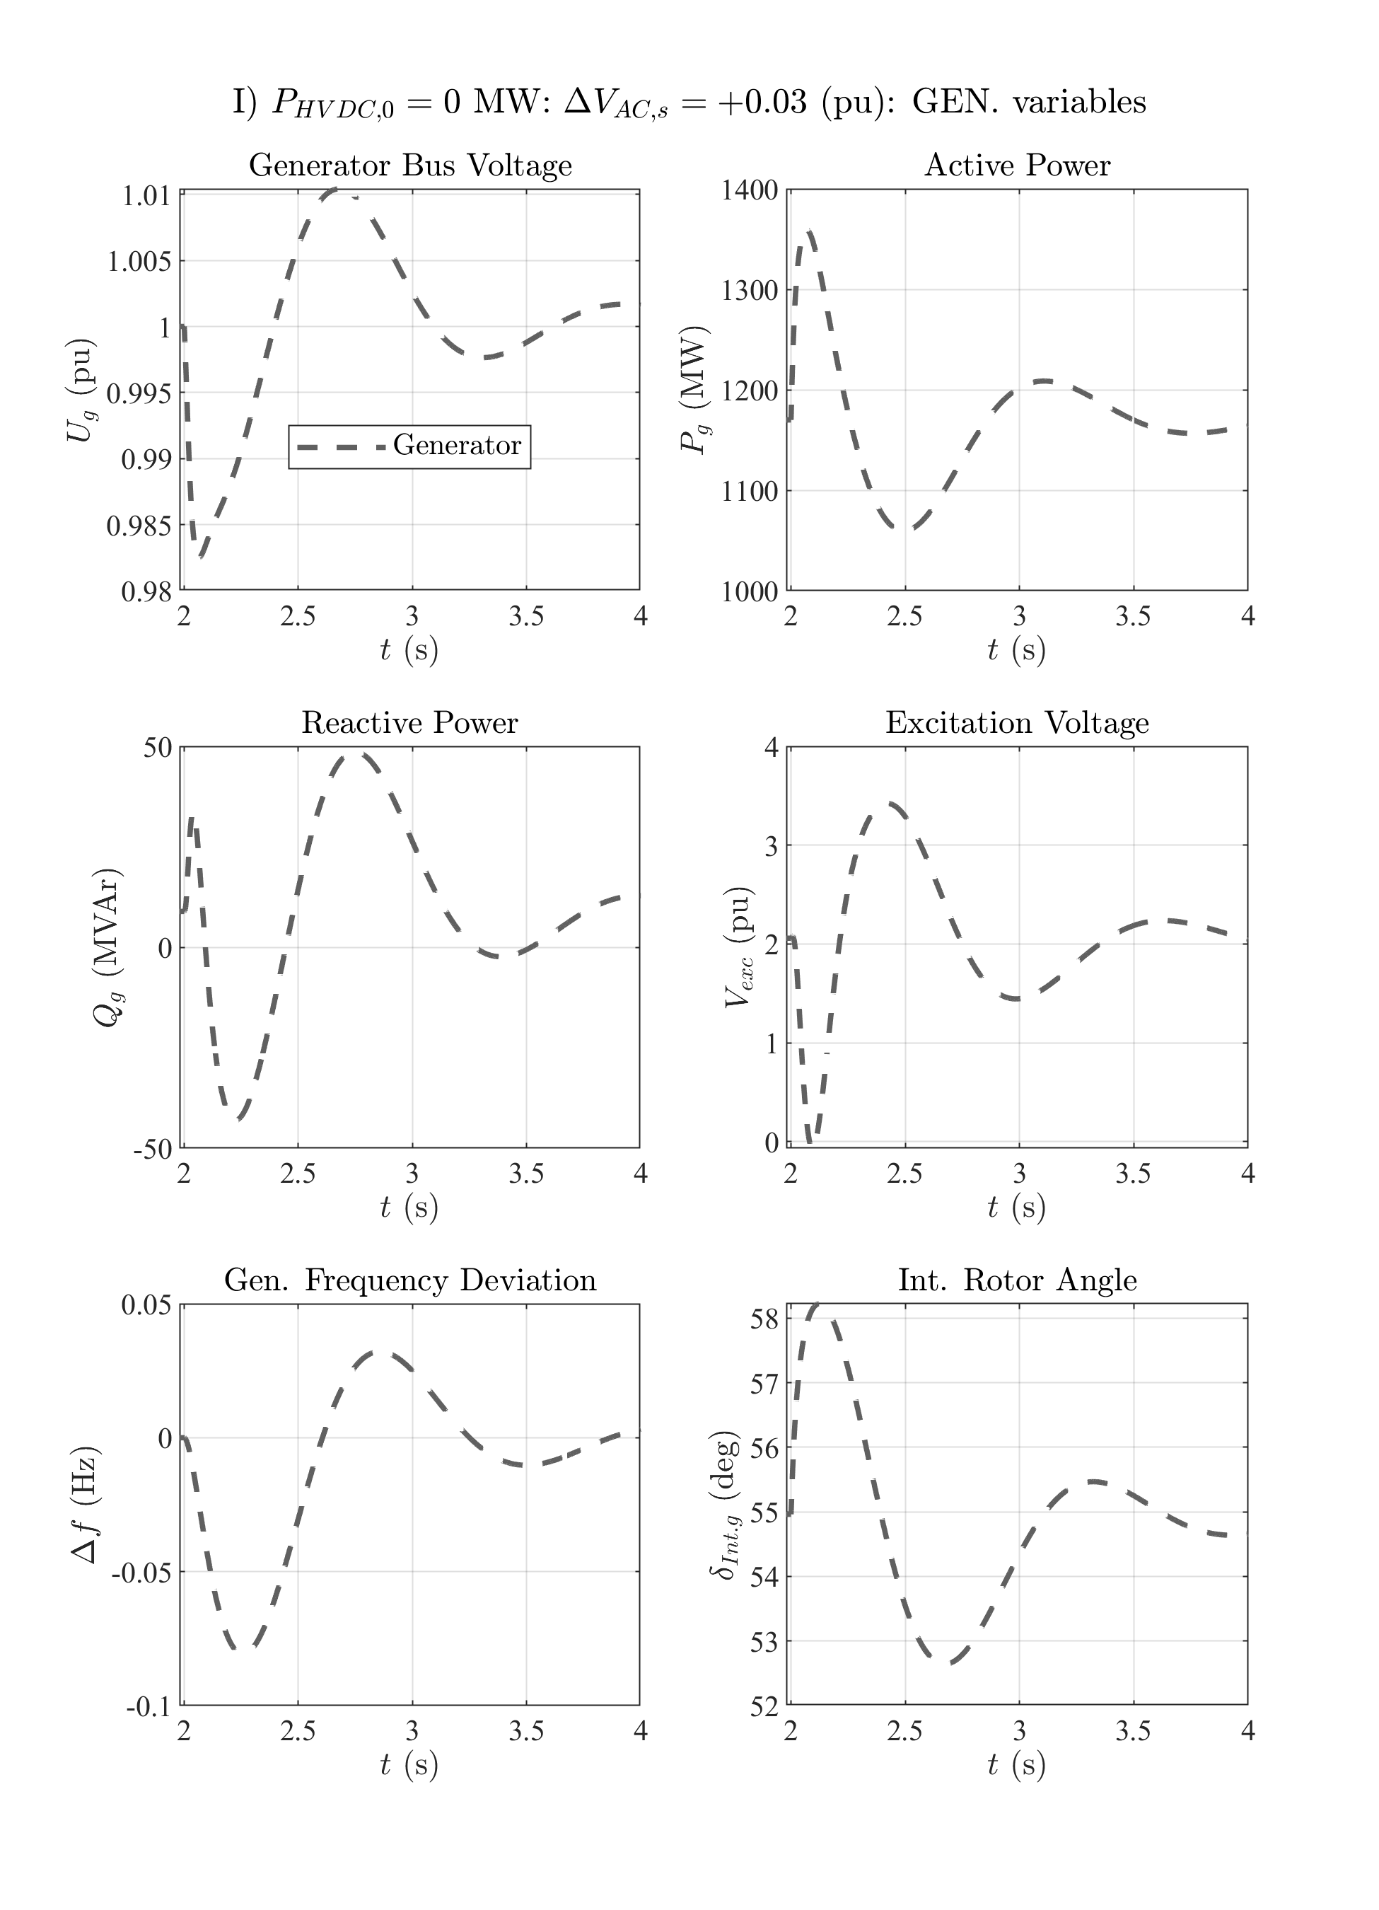 I) P_{HVDC,0} = 0 MW: ΔV_{AC,s} = +0.03 (pu): GEN. variables
Generator Bus Voltage
1.01
1.005
1
0.995
0.99
0.985
0.98
U_g (pu)
Generator
2 2.5 3 3.5 4
t (s)
Active Power
1400
1300
1200
1100
1000
P_g (MW)
2 2.5 3 3.5 4
t (s)
Reactive Power
50
0
-50
Q_g (MVAr)
2 2.5 3 3.5 4
t (s)
Excitation Voltage
4
3
2
1
0
V_{exc} (pu)
2 2.5 3 3.5 4
t (s)
Gen. Frequency Deviation
0.05
0
-0.05
-0.1
Δf (Hz)
2 2.5 3 3.5 4
t (s)
Int. Rotor Angle
58
57
56
55
54
53
52
δ_{Int.g} (deg)
2 2.5 3 3.5 4
t (s)